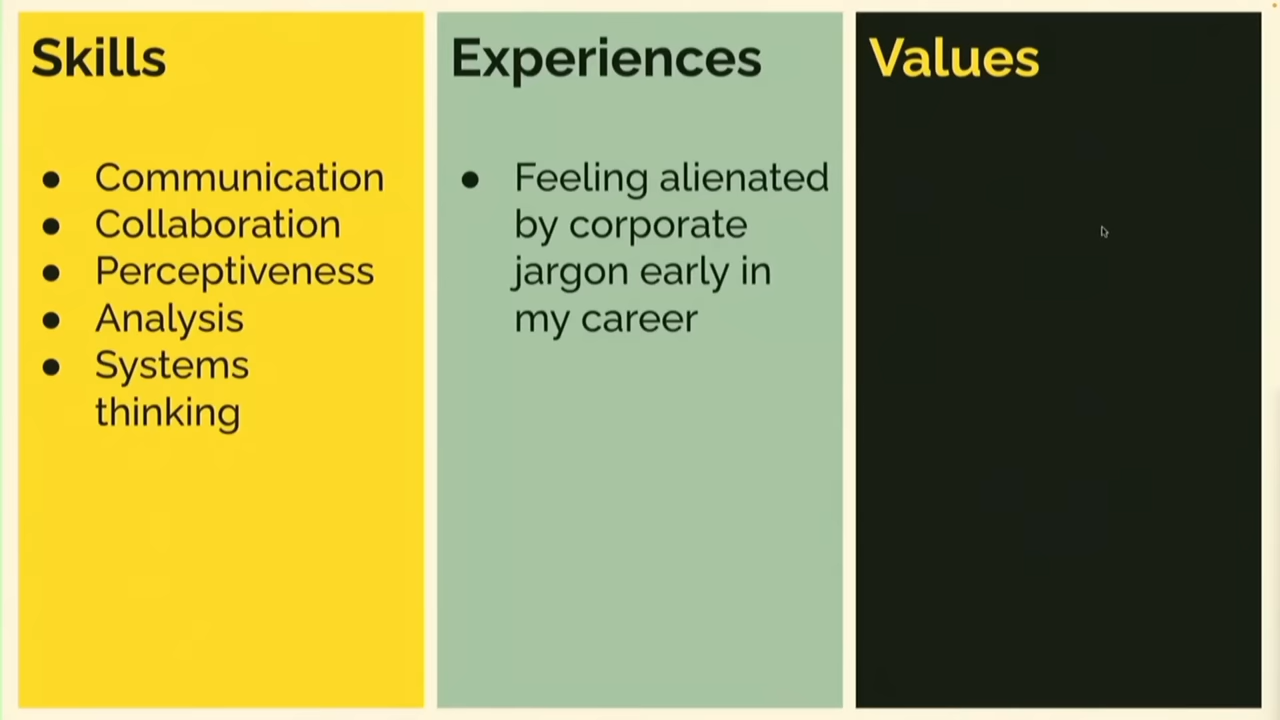 Skills
● Communication
● Collaboration
● Perceptiveness
● Analysis
● Systems
thinking
Experiences
● Feeling alienated
by corporate
jargon early in
my career
Values